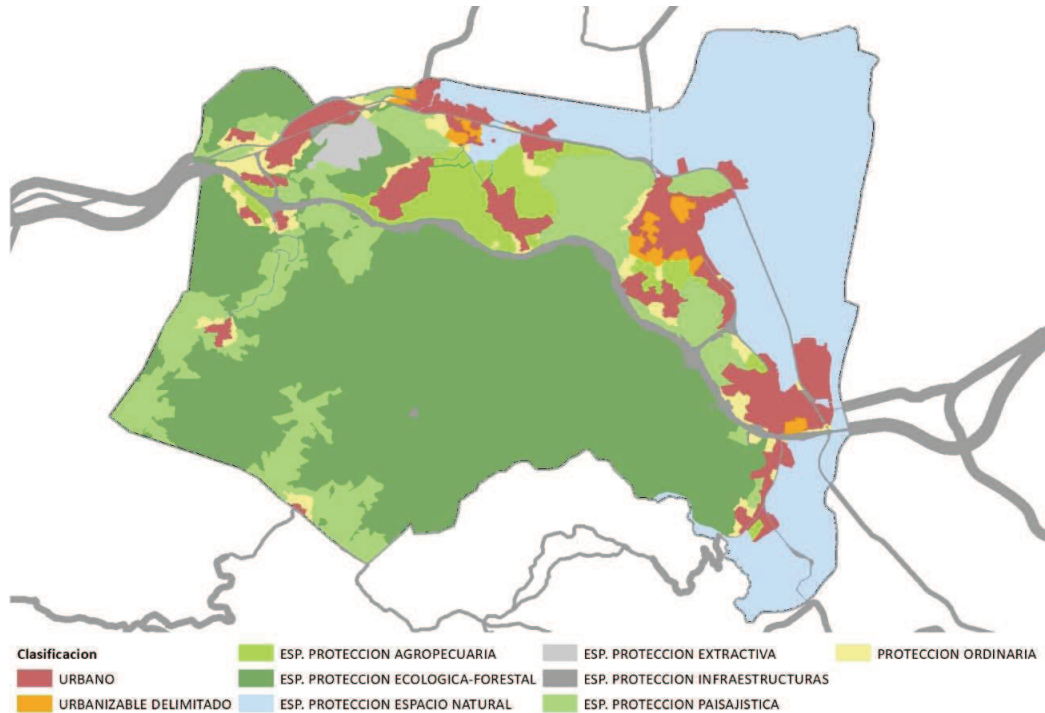 Clasificacion
URBANO
URBANIZABLE DELIMITADO
ESP. PROTECCION AGROPECUARIA
ESP. PROTECCION ECOLOGICA-FORESTAL
ESP. PROTECCION ESPACIO NATURAL
ESP. PROTECCION EXTRACTIVA
ESP. PROTECCION INFRAESTRUCTURAS
ESP. PROTECCION PAISAJISTICA
PROTECCION ORDINARIA